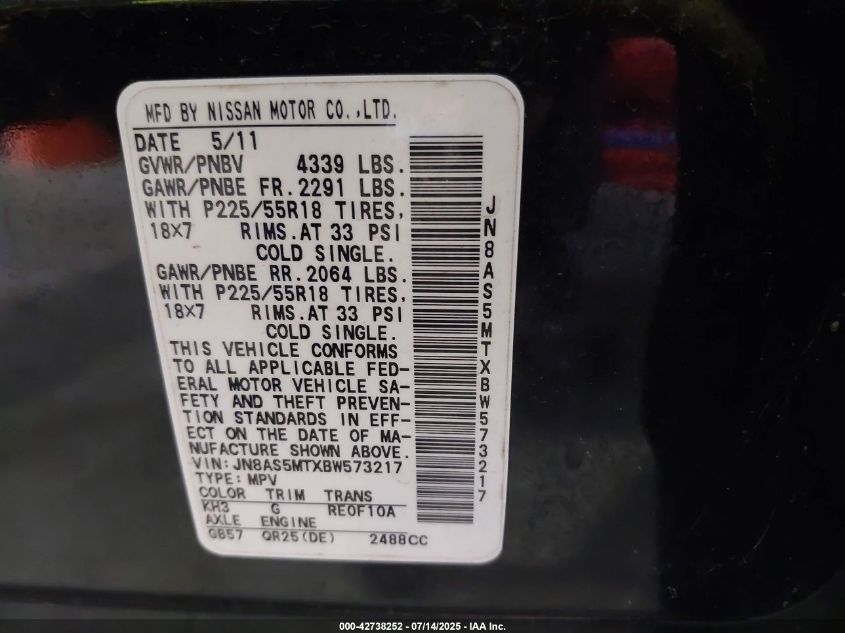 MFD BY NISSAN MOTOR CO.,LTD.
DATE 5/11
GVWR/PNBV 4339 LBS.
GAWR/PNBE FR.2291 LBS.
WITH P225/55R18 TIRES,
18X7 RIMS.AT 33 PSI
COLD SINGLE.
GAWR/PNBE RR.2064 LBS.
WITH P225/55R18 TIRES,
18X7 RIMS.AT 33 PSI
COLD SINGLE.
THIS VEHICLE CONFORMS
TO ALL APPLICABLE FED-
ERAL MOTOR VEHICLE SA-
FETY AND THEFT PREVEN-
TION STANDARDS IN EFF-
ECT ON THE DATE OF MA-
NUFACTURE SHOWN ABOVE.
VIN:JN8AS5MTXBW573217
TYPE:MPV
COLOR TRIM TRANS
KH3 G RE0F10A
AXLE ENGINE
GB57 QR25(DE) 2488CC
JN8AS5MTXBW573217
000-42738252 - 07/14/2025 - IAA Inc.